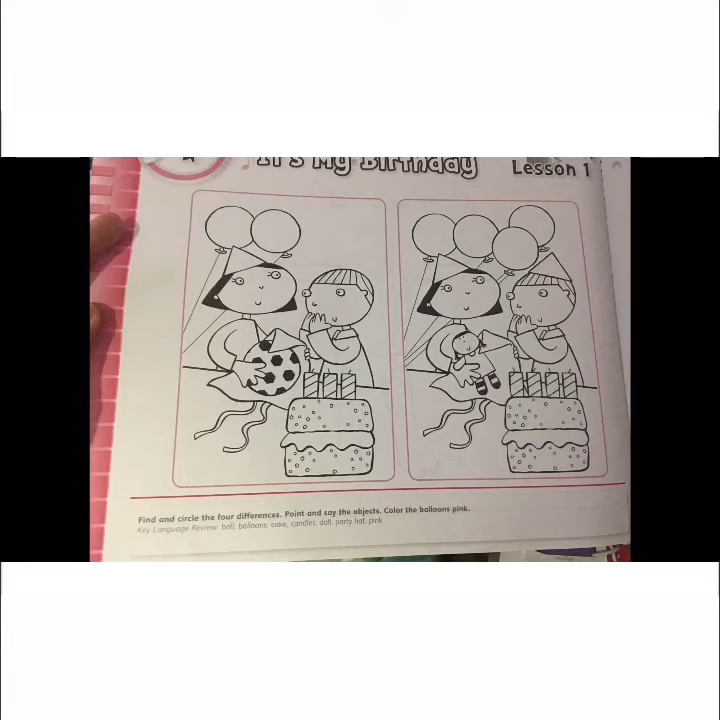 It's My Birthday
Lesson 1
Find and circle the four differences. Point and say the objects. Color the balloons pink.
Key Language Review: ball, balloons, cake, candles, doll, party hat, pink